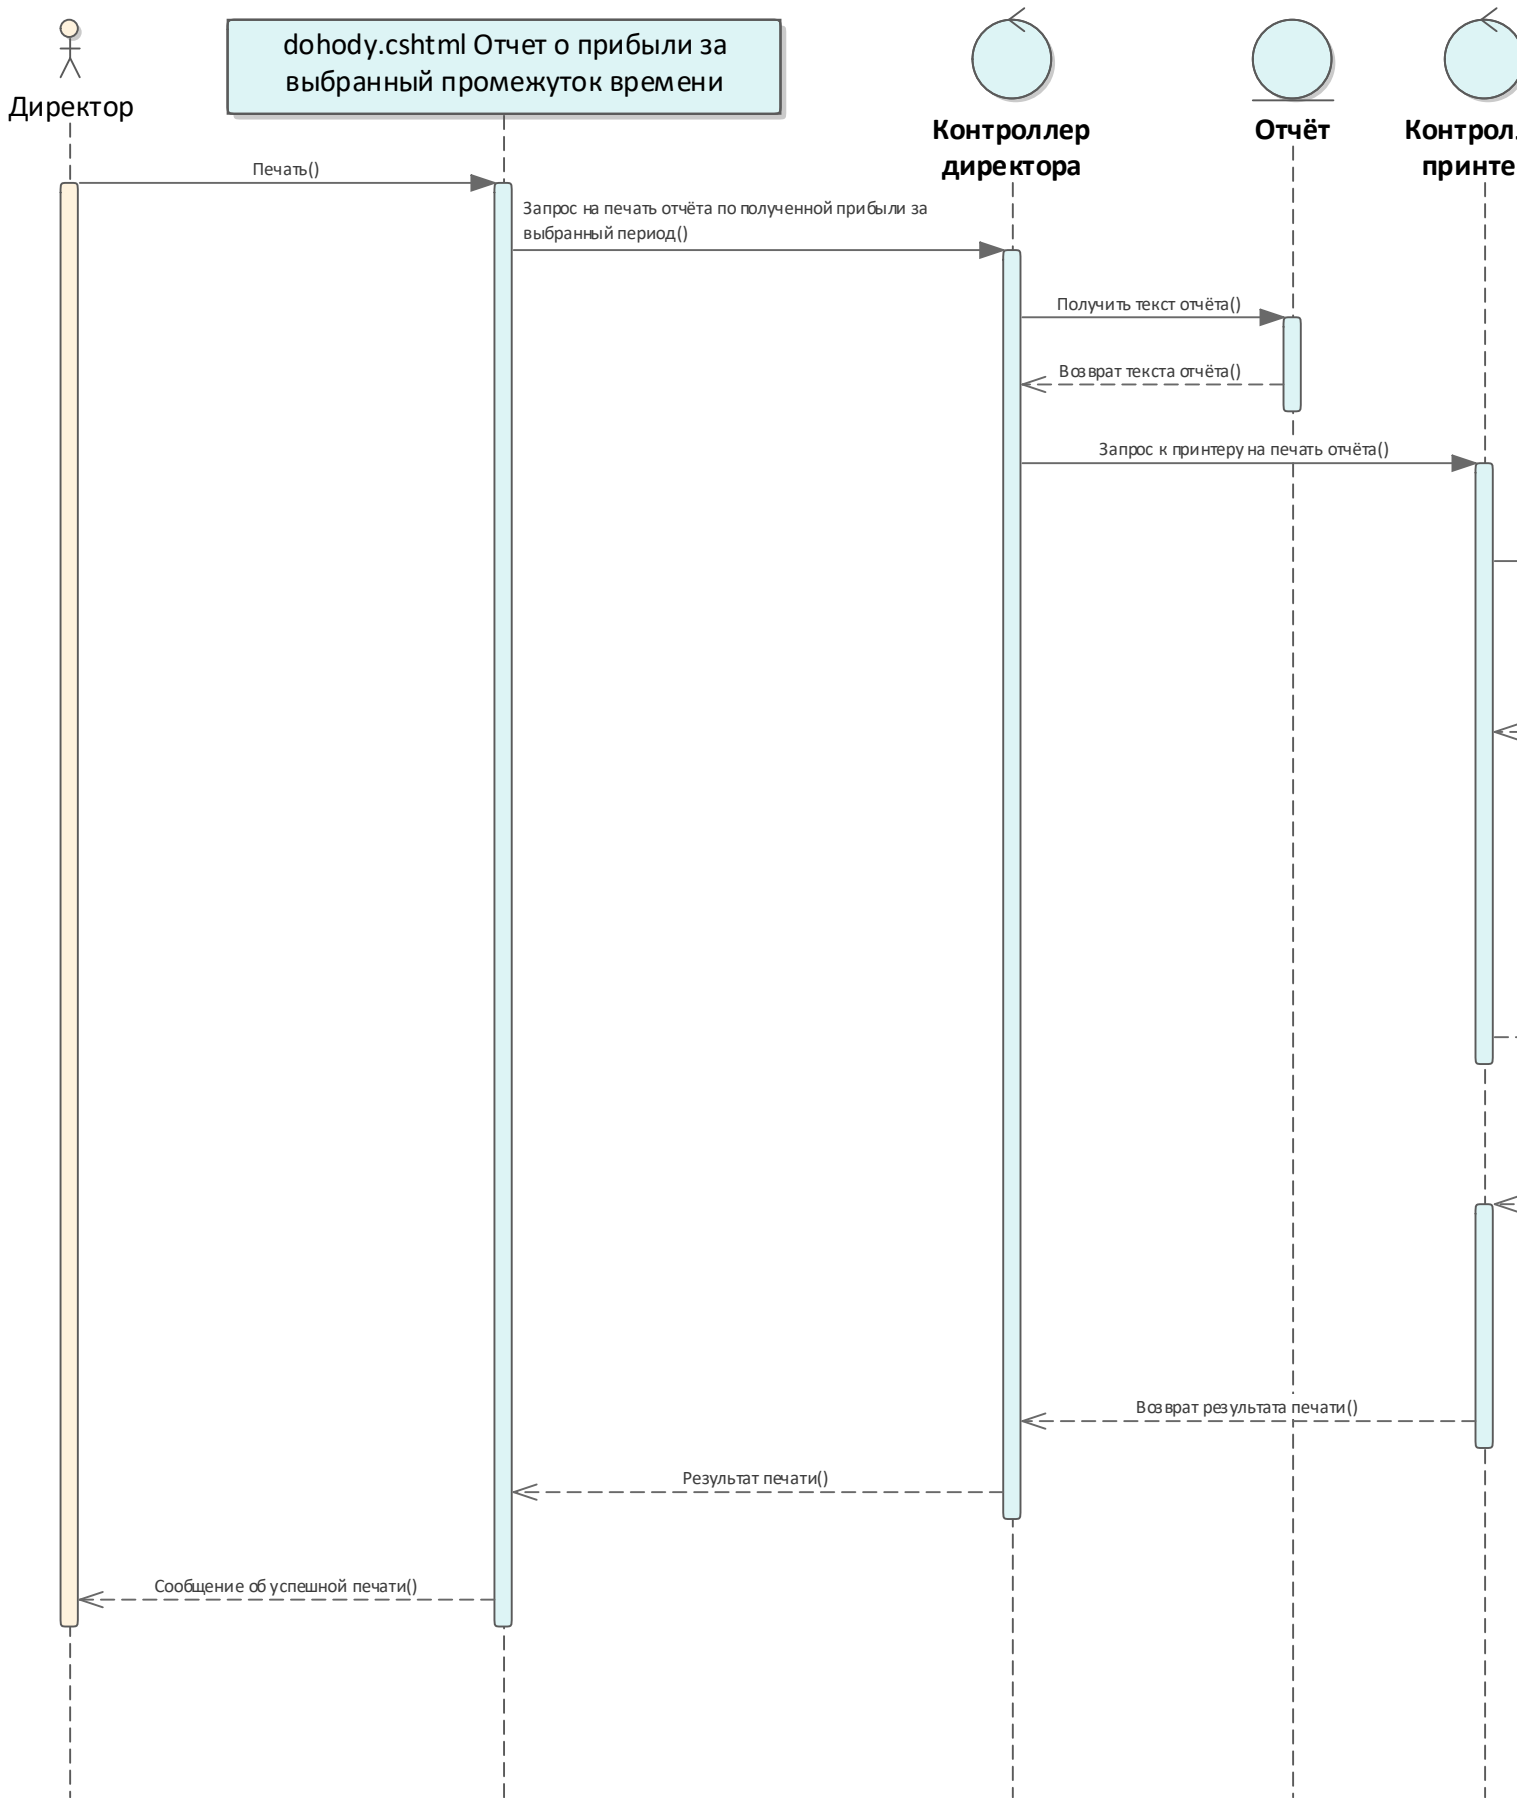 Директор
dohody.cshtml Отчет о прибыли за
выбранный промежуток времени
Контроллер
директора
Отчёт
Контрол
принте
Печать()
Запрос на печать отчёта по полученной прибыли за
выбранный период()
Получить текст отчёта()
Возврат текста отчёта()
Запрос к принтеру на печать отчёта()
Возврат результата печати()
Результат печати()
Сообщение об успешной печати()